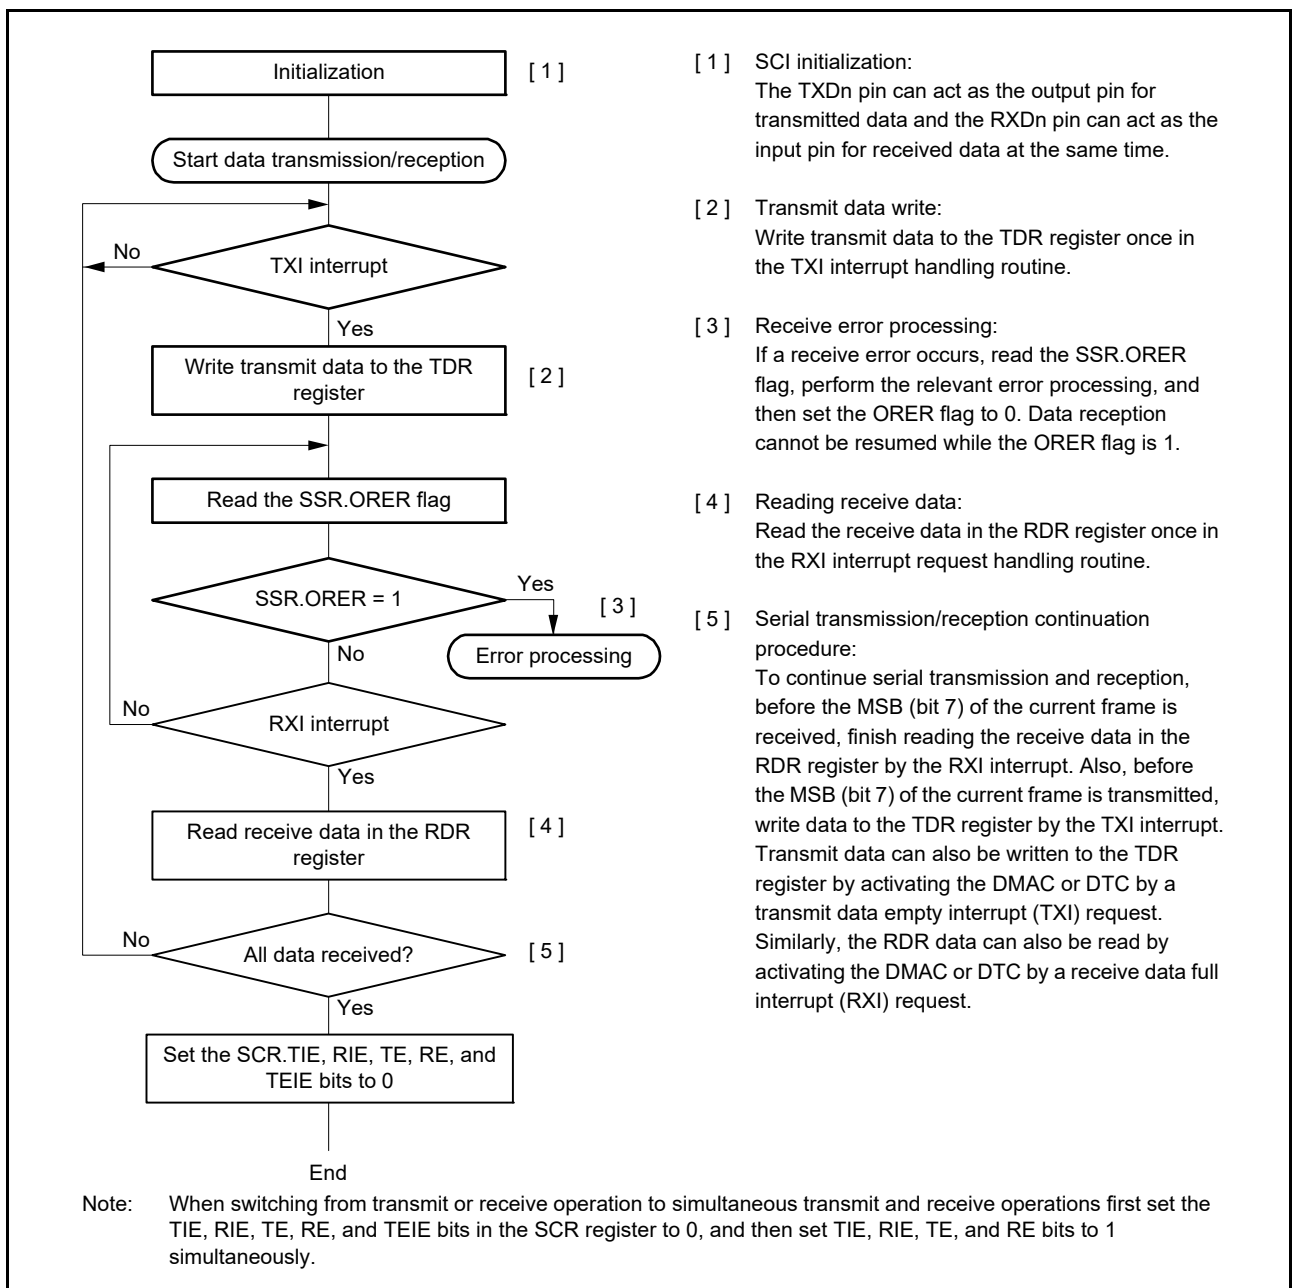 Initialization
[ 1 ]
Start data transmission/reception
No
TXI interrupt
Yes
Write transmit data to the TDR
register
[ 2 ]
Read the SSR.ORER flag
SSR.ORER = 1
Yes
[ 3 ]
Error processing
No
No
RXI interrupt
Yes
Read receive data in the RDR
register
[ 4 ]
No
All data received?
[ 5 ]
Yes
Set the SCR.TIE, RIE, TE, RE, and
TEIE bits to 0
End
[ 1 ] SCI initialization:
The TXDn pin can act as the output pin for
transmitted data and the RXDn pin can act as the
input pin for received data at the same time.
[ 2 ] Transmit data write:
Write transmit data to the TDR register once in
the TXI interrupt handling routine.
[ 3 ] Receive error processing:
If a receive error occurs, read the SSR.ORER
flag, perform the relevant error processing, and
then set the ORER flag to 0. Data reception
cannot be resumed while the ORER flag is 1.
[ 4 ] Reading receive data:
Read the receive data in the RDR register once in
the RXI interrupt request handling routine.
[ 5 ] Serial transmission/reception continuation
procedure:
To continue serial transmission and reception,
before the MSB (bit 7) of the current frame is
received, finish reading the receive data in the
RDR register by the RXI interrupt. Also, before
the MSB (bit 7) of the current frame is transmitted,
write data to the TDR register by the TXI interrupt.
Transmit data can also be written to the TDR
register by activating the DMAC or DTC by a
transmit data empty interrupt (TXI) request.
Similarly, the RDR data can also be read by
activating the DMAC or DTC by a receive data full
interrupt (RXI) request.
Note: When switching from transmit or receive operation to simultaneous transmit and receive operations first set the
TIE, RIE, TE, RE, and TEIE bits in the SCR register to 0, and then set TIE, RIE, TE, and RE bits to 1
simultaneously.